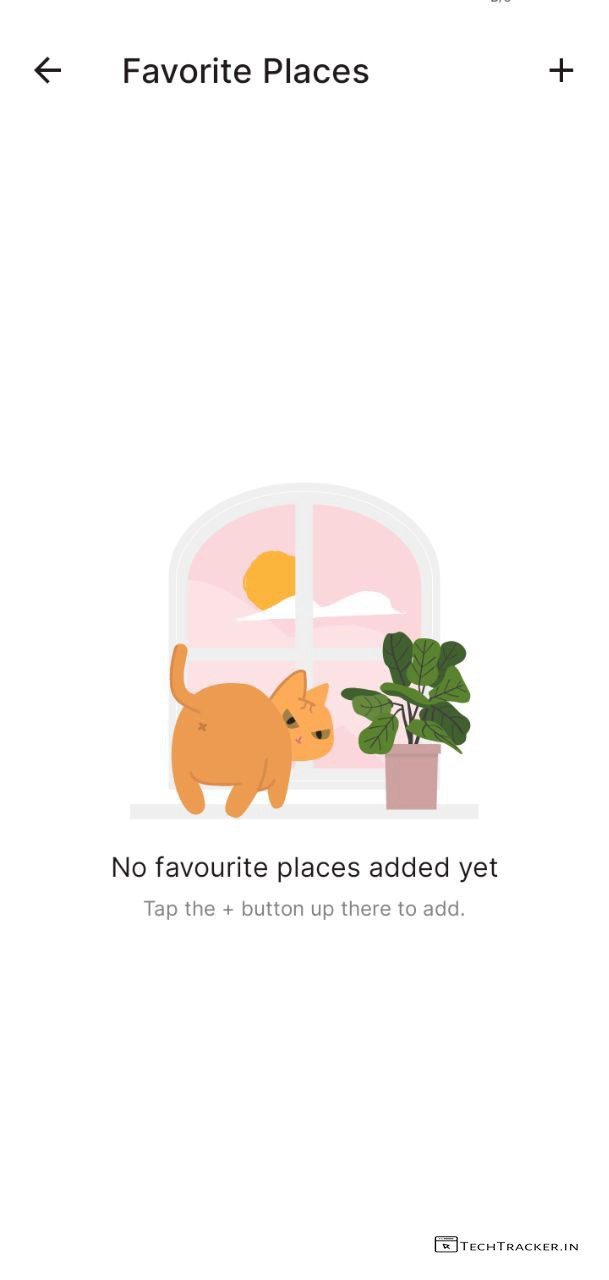 Favorite Places
No favourite places added yet
Tap the + button up there to add.
TECHTRACKER.IN